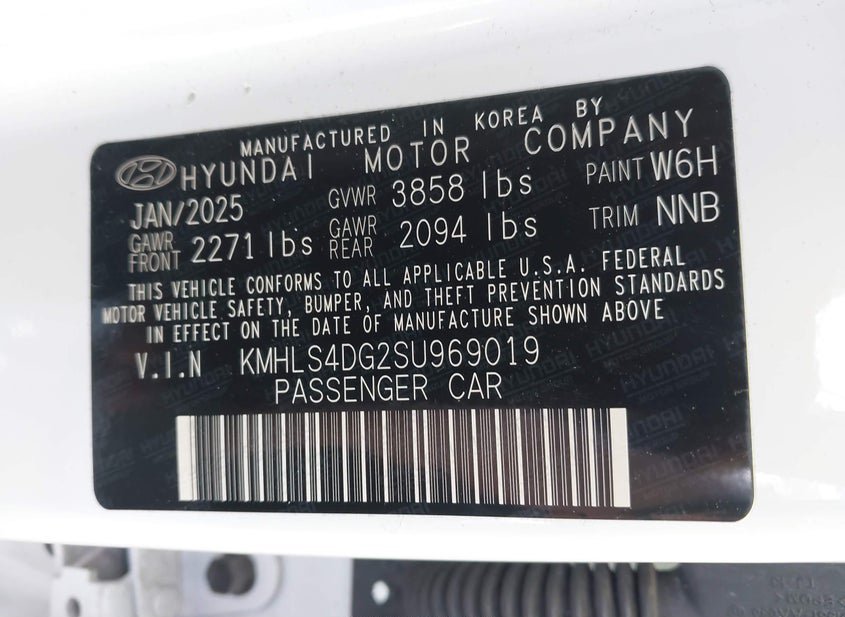 MANUFACTURED IN KOREA BY
HYUNDAI MOTOR COMPANY
JAN/2025 GVWR 3858 lbs PAINT W6H
GAWR FRONT 2271 lbs GAWR REAR 2094 lbs TRIM NNB
THIS VEHICLE CONFORMS TO ALL APPLICABLE U.S.A. FEDERAL
MOTOR VEHICLE SAFETY, BUMPER, AND THEFT PREVENTION STANDARDS
IN EFFECT ON THE DATE OF MANUFACTURE SHOWN ABOVE
V.I.N KMHLS4DG2SU969019
PASSENGER CAR